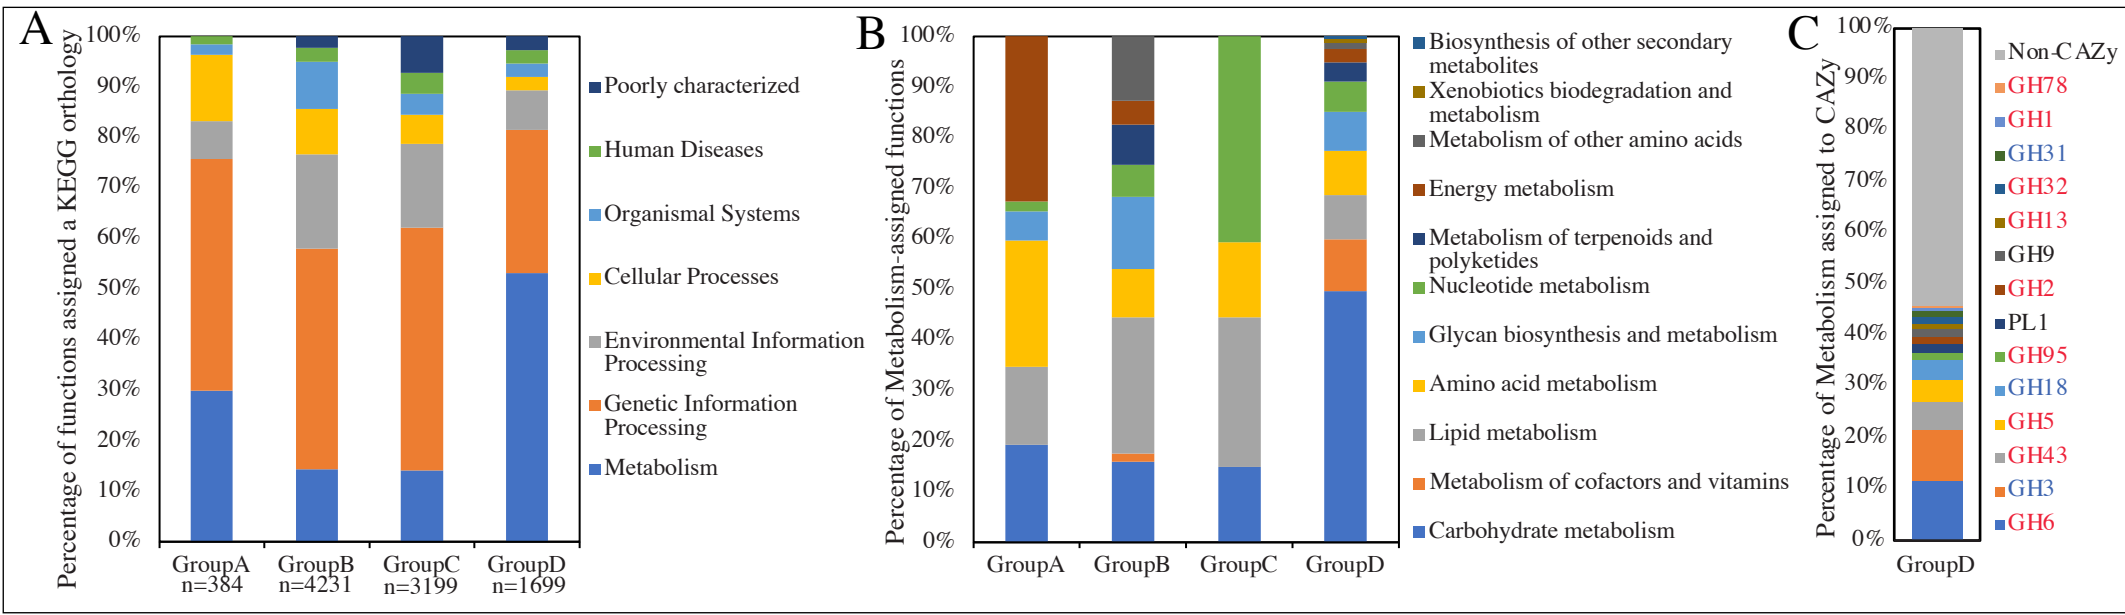 A
Percentage of functions assigned a KEGG orthology
100%
90%
80%
70%
60%
50%
40%
30%
20%
10%
0%
GroupA
n=384
GroupB
n=4231
GroupC
n=3199
GroupD
n=1699
Poorly characterized
Human Diseases
Organismal Systems
Cellular Processes
Environmental Information
Processing
Genetic Information
Processing
Metabolism
B
Percentage of Metabolism-assigned functions
100%
90%
80%
70%
60%
50%
40%
30%
20%
10%
0%
GroupA
GroupB
GroupC
GroupD
Biosynthesis of other secondary
metabolites
Xenobiotics biodegradation and
metabolism
Metabolism of other amino acids
Energy metabolism
Metabolism of terpenoids and
polyketides
Nucleotide metabolism
Glycan biosynthesis and metabolism
Amino acid metabolism
Lipid metabolism
Metabolism of cofactors and vitamins
Carbohydrate metabolism
C
Percentage of Metabolism assigned to CAZy
100%
90%
80%
70%
60%
50%
40%
30%
20%
10%
0%
GroupD
Non-CAZy
GH78
GH1
GH31
GH32
GH13
GH9
GH2
PL1
GH95
GH18
GH5
GH43
GH3
GH6